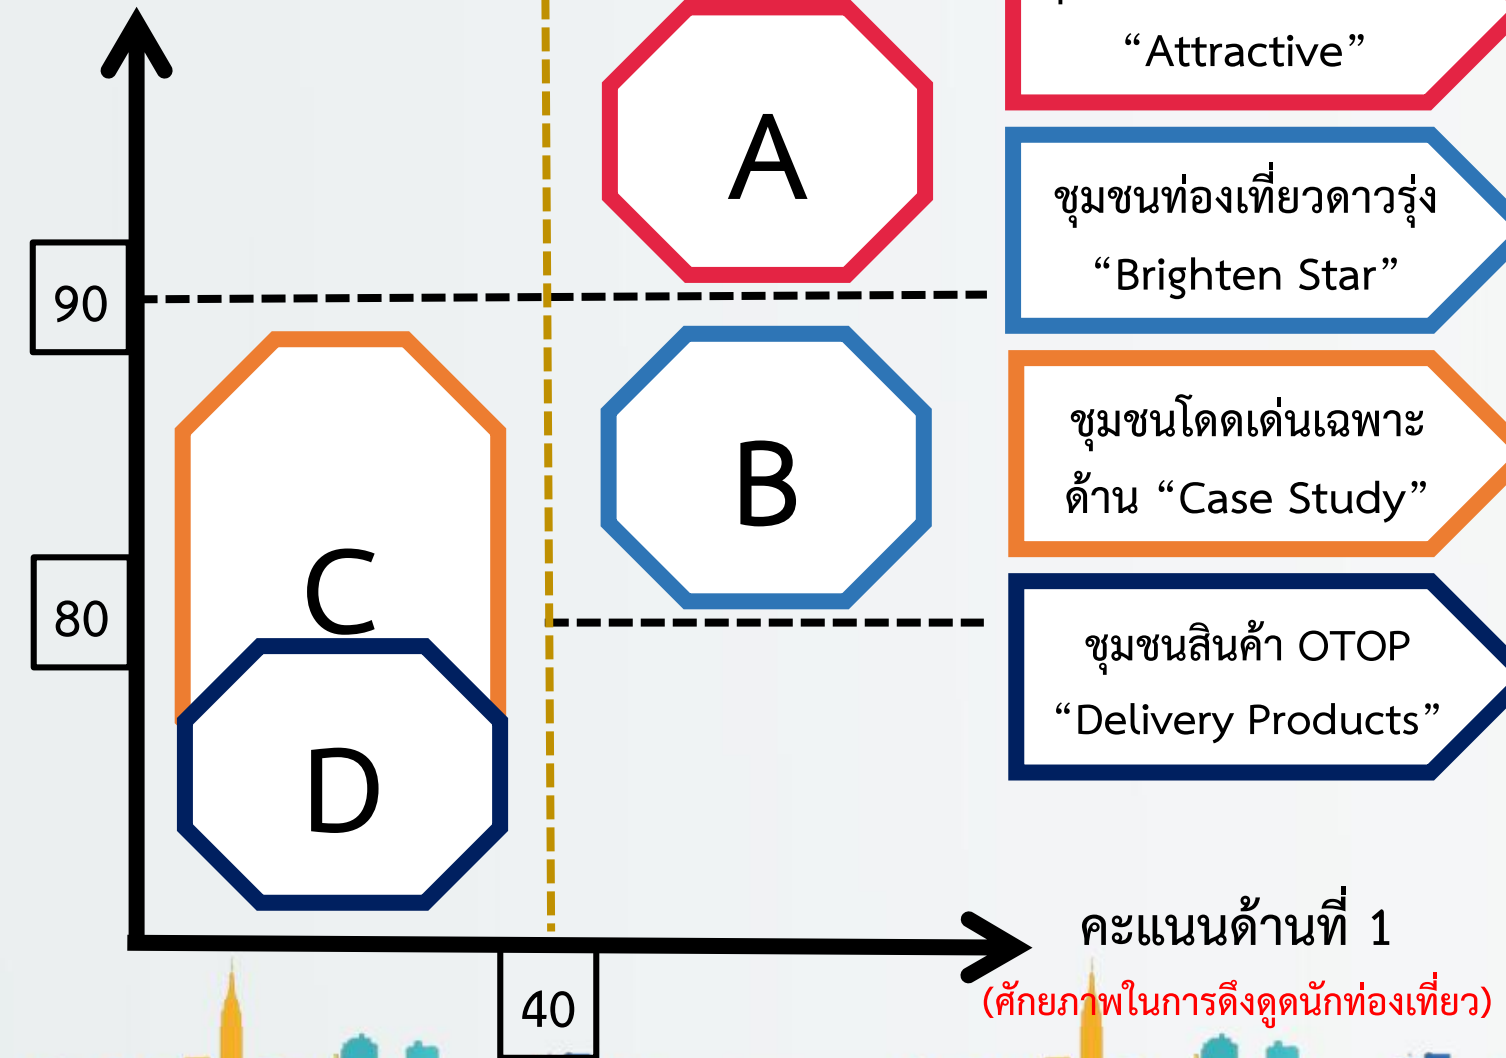 “Attractive”
A
ชุมชนท่องเที่ยวดาวรุ่ง
“Brighten Star”
90
B
ชุมชนโดดเด่นเฉพาะ
ด้าน “Case Study”
C
80
ชุมชนสินค้า OTOP
“Delivery Products”
D
คะแนนด้านที่ 1
(ศักยภาพในการดึงดูดนักท่องเที่ยว)
40